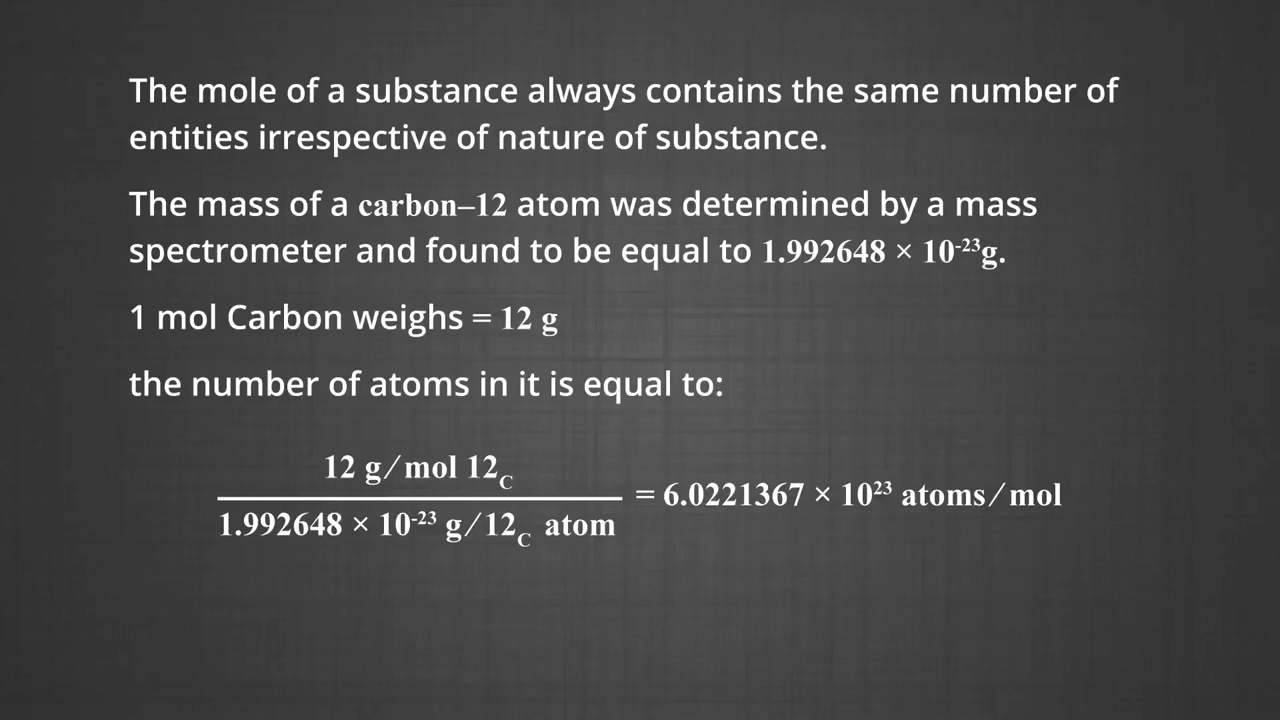 The mole of a substance always contains the same number of
entities irrespective of nature of substance.
The mass of a carbon–12 atom was determined by a mass
spectrometer and found to be equal to 1.992648 × 10⁻²³g.
1 mol Carbon weighs = 12 g
the number of atoms in it is equal to:
12 g/mol 12C
= 6.0221367 × 10²³ atoms/mol
1.992648 × 10⁻²³ g/12C atom